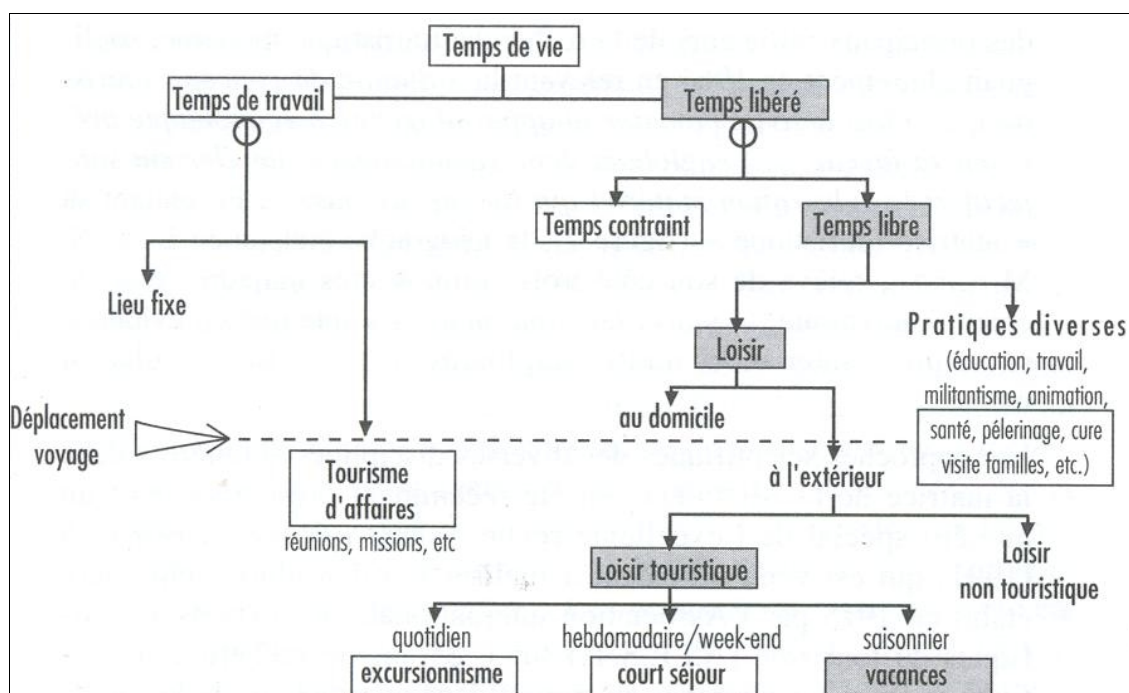 Temps de vie
Temps de travail
Temps libéré
Temps contraint
Temps libre
Lieu fixe
Loisir
Pratiques diverses
(éducation, travail,
militantisme, animation,
santé, pélerinage, cure
visite familles, etc.)
au domicile
Déplacement
voyage
à l'extérieur
Tourisme
d'affaires
réunions, missions, etc
Loisir touristique
Loisir
non touristique
quotidien
excursionnisme
hebdomadaire/week-end
court séjour
saisonnier
vacances